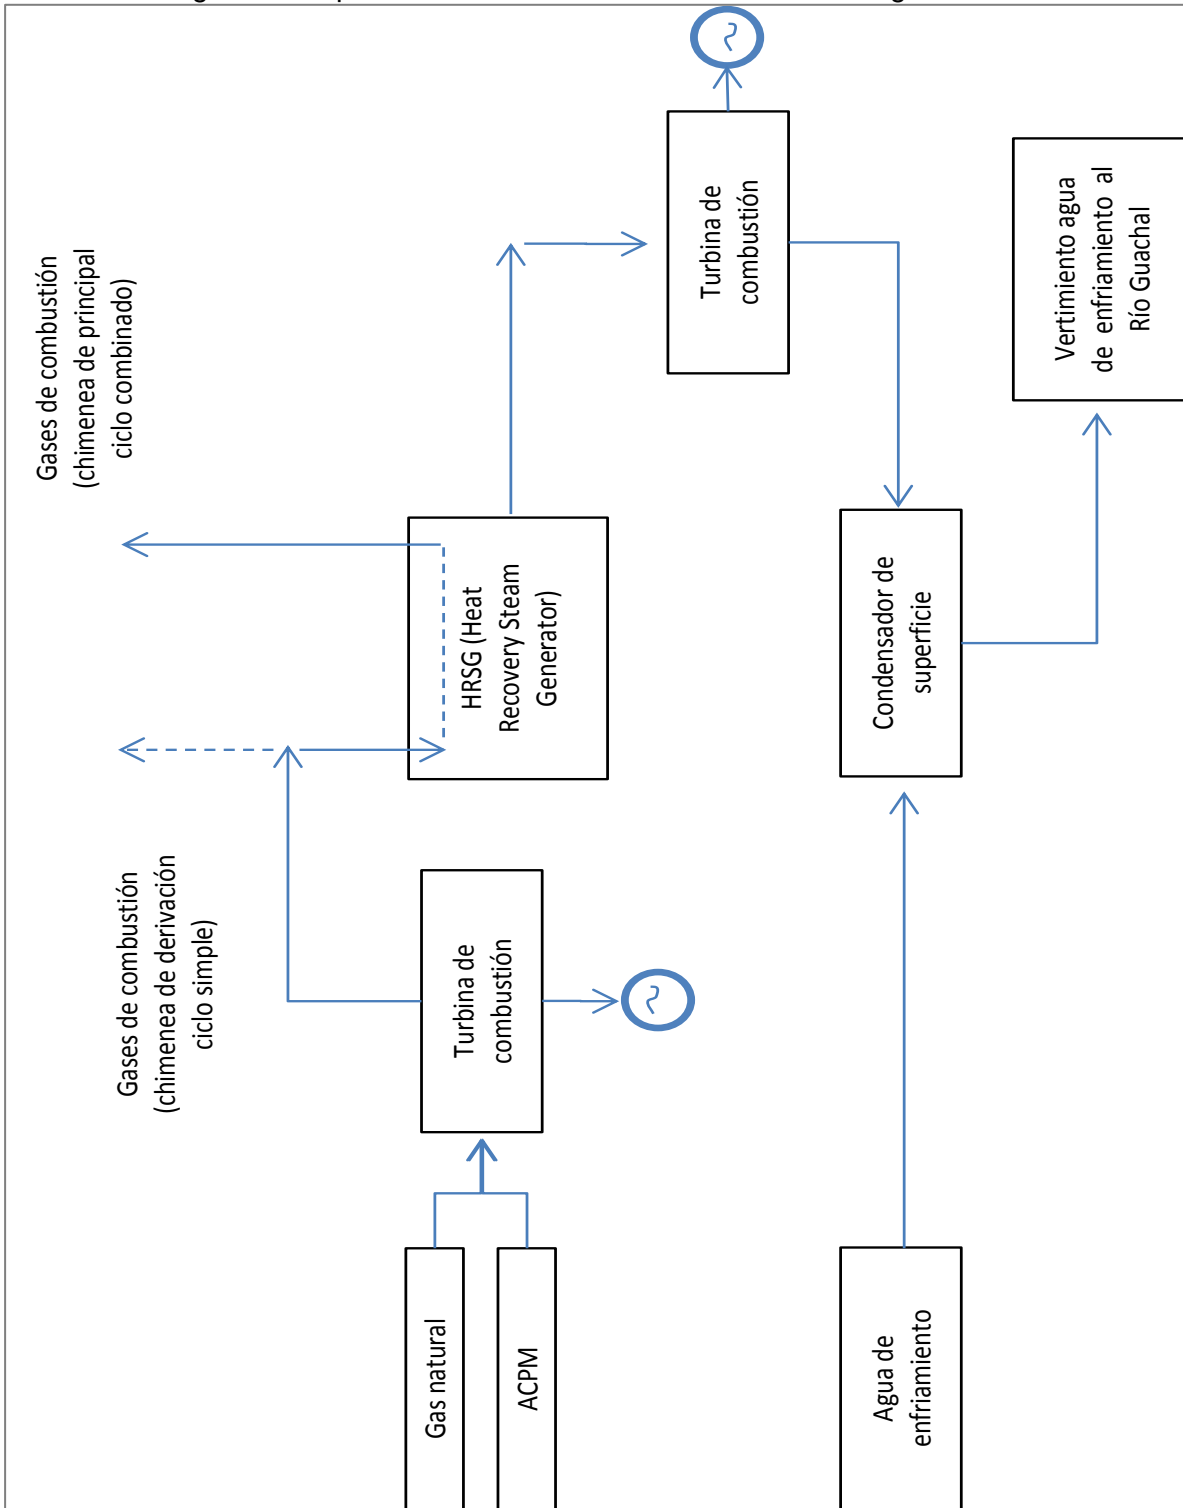 Gases de combustión
(chimenea de principal
ciclo combinado)
Gases de combustión
(chimenea de derivación
ciclo simple)
Gas natural
ACPM
Turbina de
combustión
HRSG (Heat
Recovery Steam
Generator)
Turbina de
combustión
Condensador de
superficie
Agua de
enfriamiento
Vertimiento agua
de enfriamiento al
Río Guachal